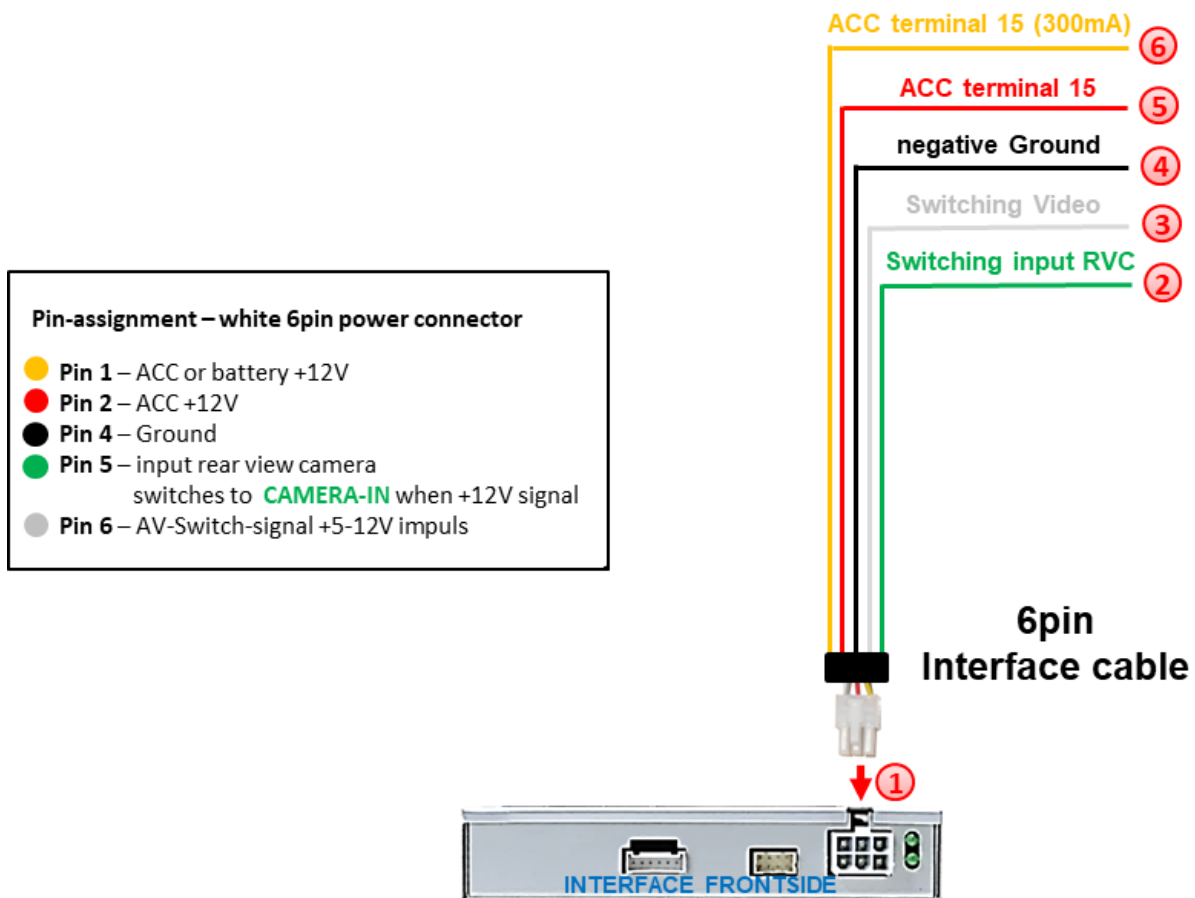 ACC terminal 15 (300mA)
6
ACC terminal 15
5
negative Ground
4
Switching Video
3
Switching input RVC
2
Pin-assignment – white 6pin power connector
Pin 1 – ACC or battery +12V
Pin 2 – ACC +12V
Pin 4 – Ground
Pin 5 – input rear view camera
switches to CAMERA-IN when +12V signal
Pin 6 – AV-Switch-signal +5-12V impuls
6pin
Interface cable
1
INTERFACE FRONTSIDE